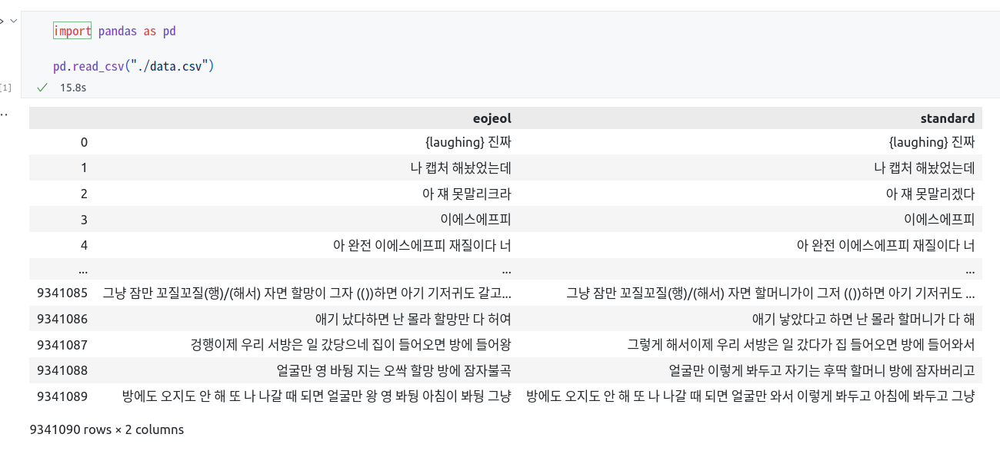 import pandas as pd
pd.read_csv("./data.csv")
[1] 15.8s
eojeol standard
0 {laughing} 진짜 {laughing} 진짜
1 나 캡처 해놨었는데 나 캡처 해놨었는데
2 아 쟤 못말리크라 아 쟤 못말리겠다
3 이에스에프피 이에스에프피
4 아 완전 이에스에프피 재질이다 너 아 완전 이에스에프피 재질이다 너
... ... ...
9341085 그냥 잠만 꼬질꼬질(행)/(해서) 자면 할망이 그자 (())하면 아기 기저귀도 갈고... 그냥 잠만 꼬질꼬질(행)/(해서) 자면 할머니가이 그저 (())하면 아기 기저귀도 ...
9341086 애기 났다하면 난 몰라 할망만 다 허여 애기 낳았다고 하면 난 몰라 할머니가 다 해
9341087 겅행이제 우리 서방은 일 갔당으네 집이 들어오면 방에 들어왕 그렇게 해서이제 우리 서방은 일 갔다가 집 들어오면 방에 들어와서
9341088 얼굴만 영 바둥 지는 오싹 할망 방에 잠자불곡 얼굴만 이렇게 봐두고 자기는 후딱 할머니 방에 잠자버리고
9341089 방에도 오지도 안 해 또 나 나갈 때 되면 얼굴만 왕 영 봐둥 아침이 봐둥 그냥 방에도 오지도 안 해 또 나 나갈 때 되면 얼굴만 와서 이렇게 봐두고 아침에 봐두고 그냥
9341090 rows × 2 columns